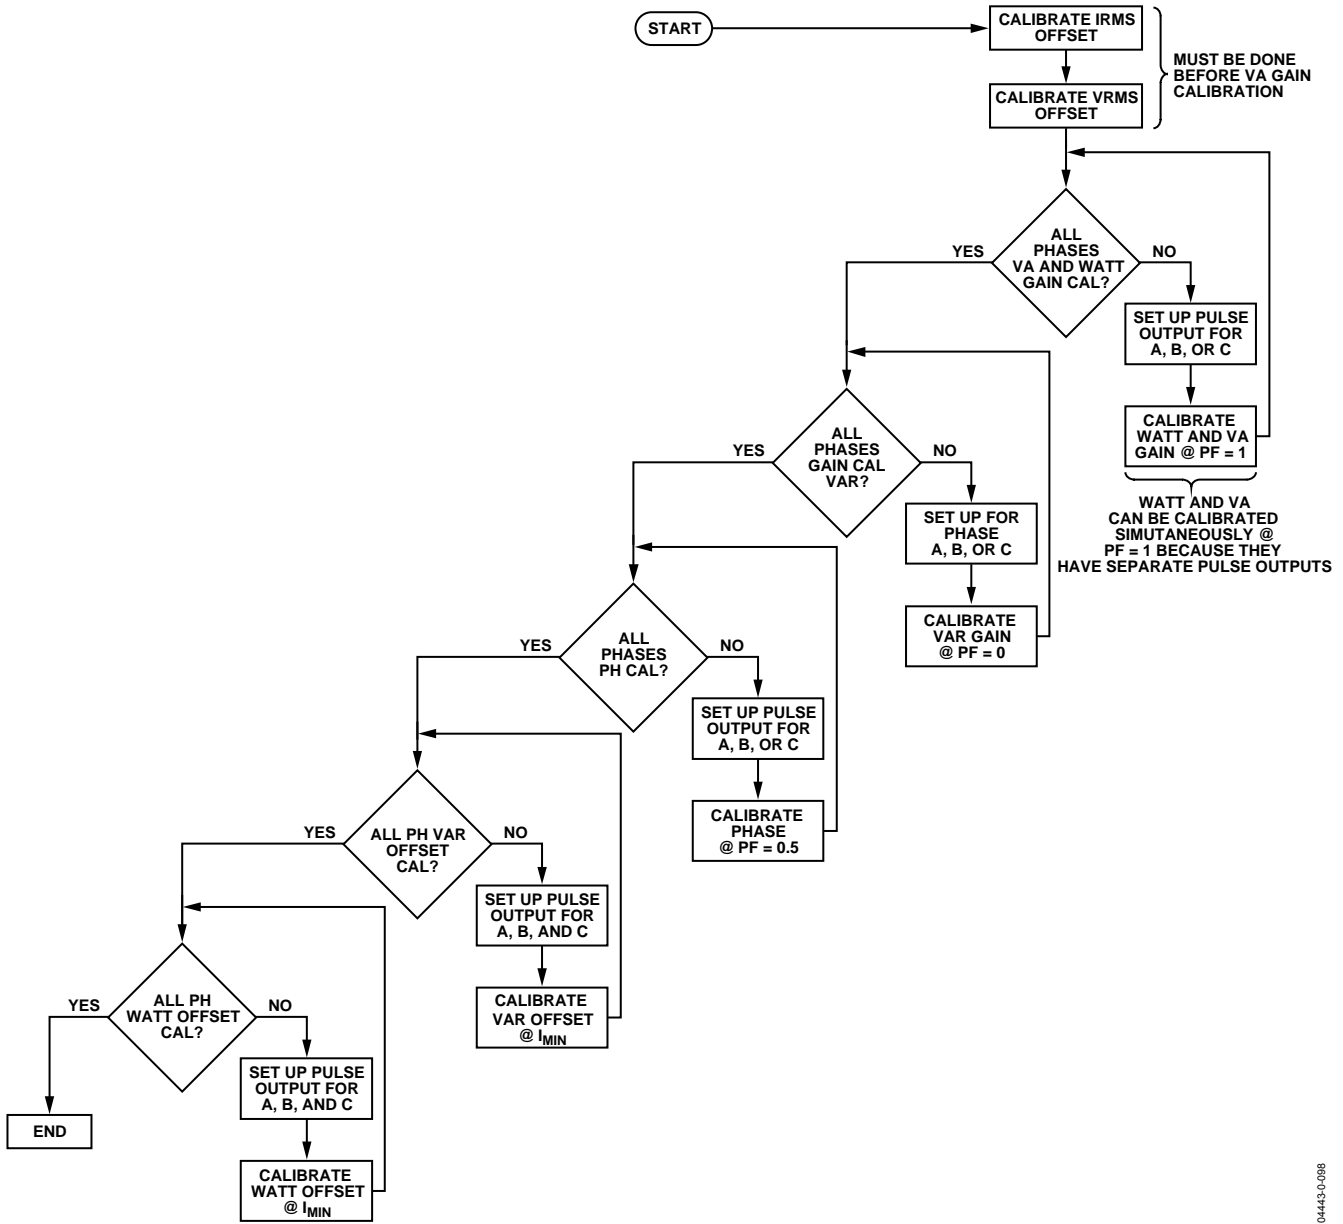 START
CALIBRATE IRMS
OFFSET
MUST BE DONE
BEFORE VA GAIN
CALIBRATION
CALIBRATE VRMS
OFFSET
ALL
PHASES
VA AND WATT
GAIN CAL?
YES
NO
SET UP PULSE
OUTPUT FOR
A, B, OR C
CALIBRATE
WATT AND VA
GAIN @ PF = 1
WATT AND VA
CAN BE CALIBRATED
SIMUTANEOUSLY @
PF = 1 BECAUSE THEY
HAVE SEPARATE PULSE OUTPUTS
ALL
PHASES
GAIN CAL
VAR?
YES
NO
SET UP FOR
PHASE
A, B, OR C
CALIBRATE
VAR GAIN
@ PF = 0
ALL
PHASES
PH CAL?
YES
NO
SET UP PULSE
OUTPUT FOR
A, B, OR C
CALIBRATE
PHASE
@ PF = 0.5
ALL PH VAR
OFFSET
CAL?
YES
NO
SET UP PULSE
OUTPUT FOR
A, B, AND C
CALIBRATE
VAR OFFSET
@ IMIN
ALL PH
WATT OFFSET
CAL?
YES
NO
SET UP PULSE
OUTPUT FOR
A, B, AND C
CALIBRATE
WATT OFFSET
@ IMIN
END
04443-0-098